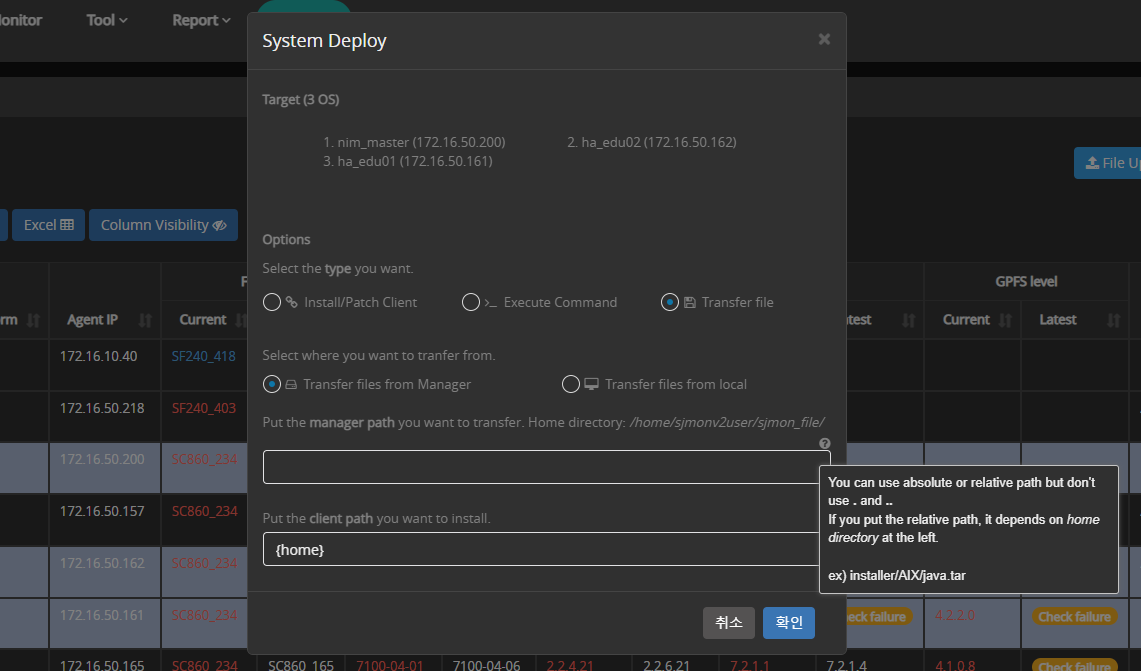 Tool
Report
System Deploy
×
Target (3 OS)
1. nim_master (172.16.50.200)
2. ha_edu02 (172.16.50.162)
3. ha_edu01 (172.16.50.161)
File
Excel
Column Visibility
Options
Select the type you want.
Install/Patch Client
>_ Execute Command
Transfer file
GPFS level
Agent IP
Current
Current
Latest
Select where you want to tranfer from.
Transfer files from Manager
Transfer files from local
172.16.10.40
SF240_418
172.16.50.218
SF240_403
Put the manager path you want to transfer. Home directory: /home/sjmonv2user/sjmon_file/
?
172.16.50.200
SC860_234
You can use absolute or relative path but don't
use . and ..
If you put the relative path, it depends on home
directory at the left.
ex) installer/AIX/java.tar
172.16.50.157
SC860_234
Put the client path you want to install.
{home}
172.16.50.162
SC860_234
172.16.50.161
SC860_234
취소
확인
failure
4.2.2.0
Check failure
172.16.50.165
SC860_234
SC860_165
7100-04-01
7100-04-06
2.2.4.21
2.2.6.21
7.2.1.1
7.2.1.4
4.1.0.8
Check failure